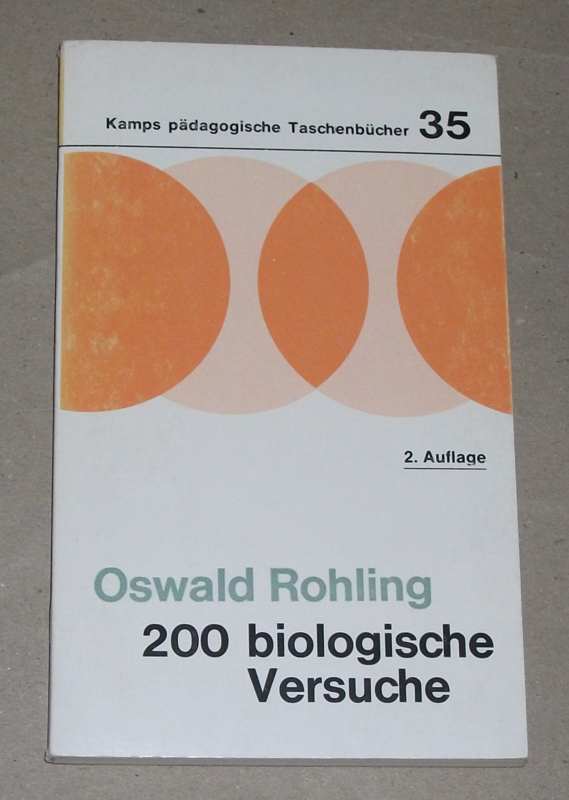 Kamps pädagogische Taschenbücher 35
2. Auflage
Oswald Rohling
200 biologische
Versuche